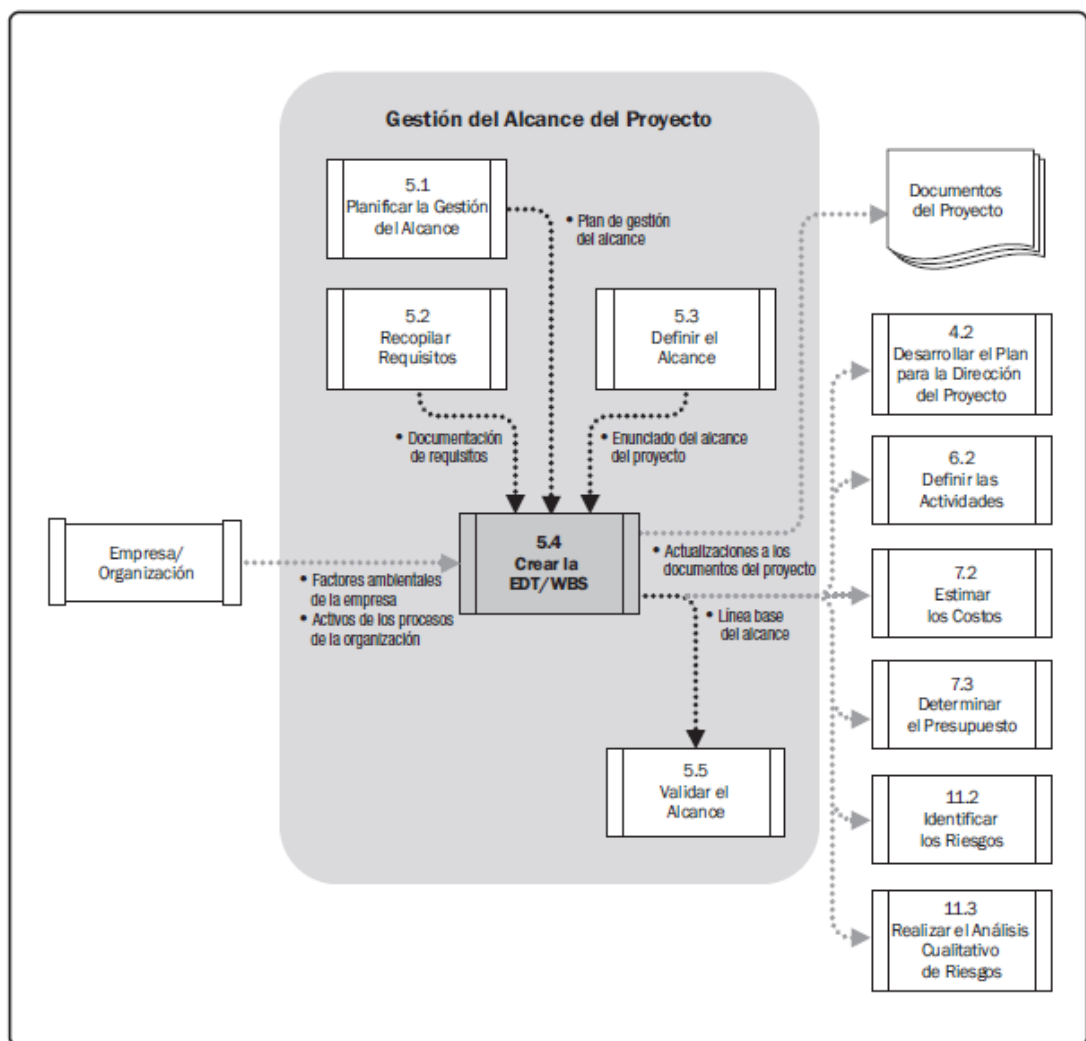 Gestión del Alcance del Proyecto
5.1
Planificar la Gestión
del Alcance
• Plan de gestión
del alcance
Documentos
del Proyecto
5.2
Recopilar
Requisitos
5.3
Definir el
Alcance
4.2
Desarrollar el Plan
para la Dirección
del Proyecto
• Documentación
de requisitos
• Enunciado del alcance
del proyecto
6.2
Definir las
Actividades
Empresa/
Organización
• Factores ambientales
de la empresa
• Activos de los procesos
de la organización
5.4
Crear la
EDT/WBS
• Actualizaciones a los
documentos del proyecto
• Línea base
del alcance
7.2
Estimar
los Costos
7.3
Determinar
el Presupuesto
5.5
Validar el
Alcance
11.2
Identificar
los Riesgos
11.3
Realizar el Análisis
Cualitativo
de Riesgos